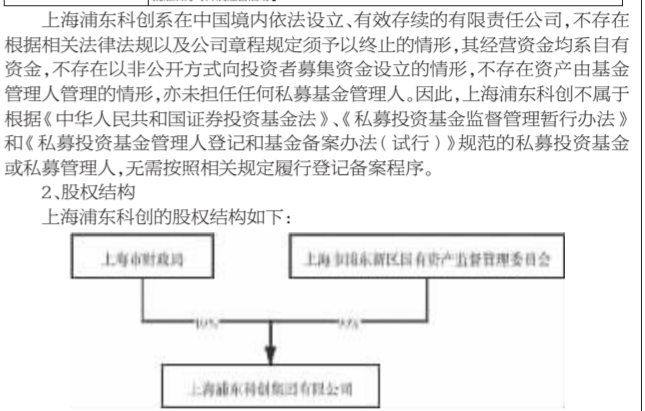 上海浦东科创系在中国境内依法设立、有效存续的有限责任公司,不存在
根据相关法律法规以及公司章程规定须予以终止的情形,其经营资金均系自有
资金,不存在以非公开方式向投资者募集资金设立的情形,不存在资产由基金
管理人管理的情形,亦未担任任何私募基金管理人。因此,上海浦东科创不属于
根据《中华人民共和国证券投资基金法》、《私募投资基金监督管理暂行办法》
和《私募投资基金管理人登记和基金备案办法(试行)》规范的私募投资基金
或私募管理人,无需按照相关规定履行登记备案程序。
2、股权结构
上海浦东科创的股权结构如下:
上海市财政局
上海市浦东新区国有资产监督管理委员会
10%
上海浦东科创集团有限公司